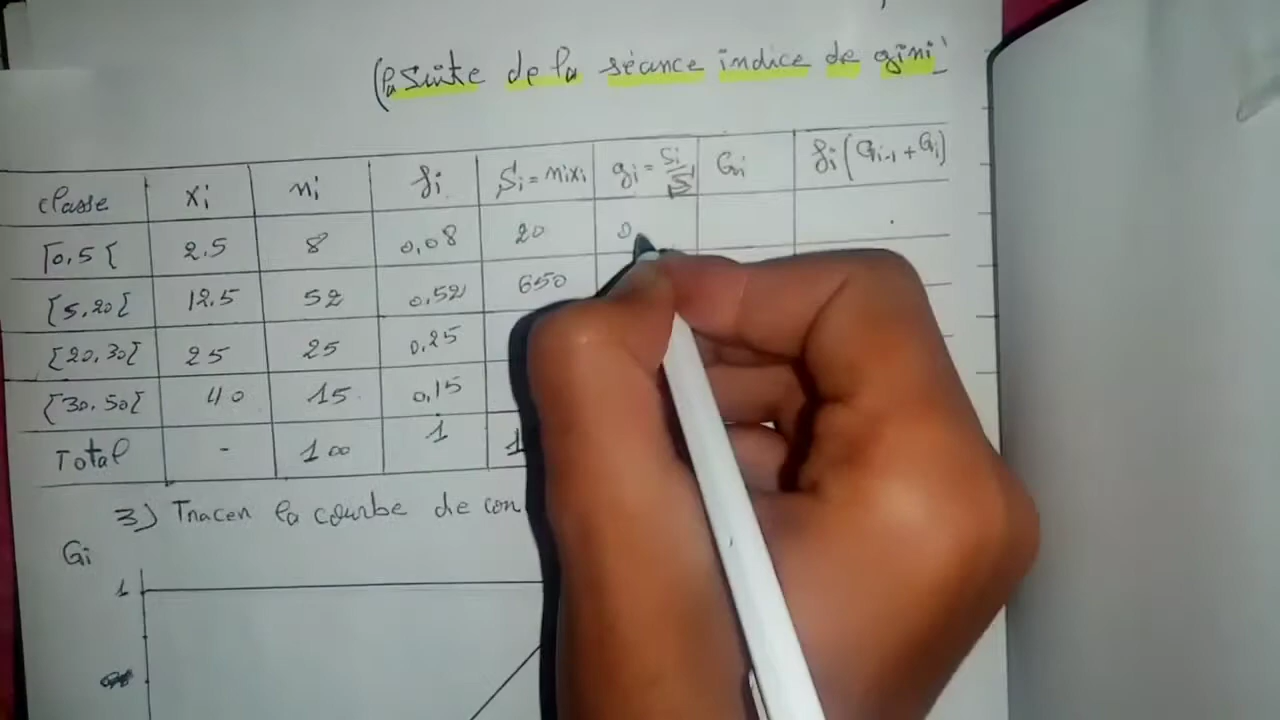 (la suite de la séance indice de gini
classe xi ni fi Si = nixi gi = Si/S Gi fi (Gi-1 + Gi)
[0,5[ 2.5 8 0,08 20 0
[5,20[ 12.5 52 0,52 650
[20,30[ 25 25 0,25
[30,50[ 40 15 0,15
Total - 100 1 1
3) Tracer la courbe de con
Gi
1